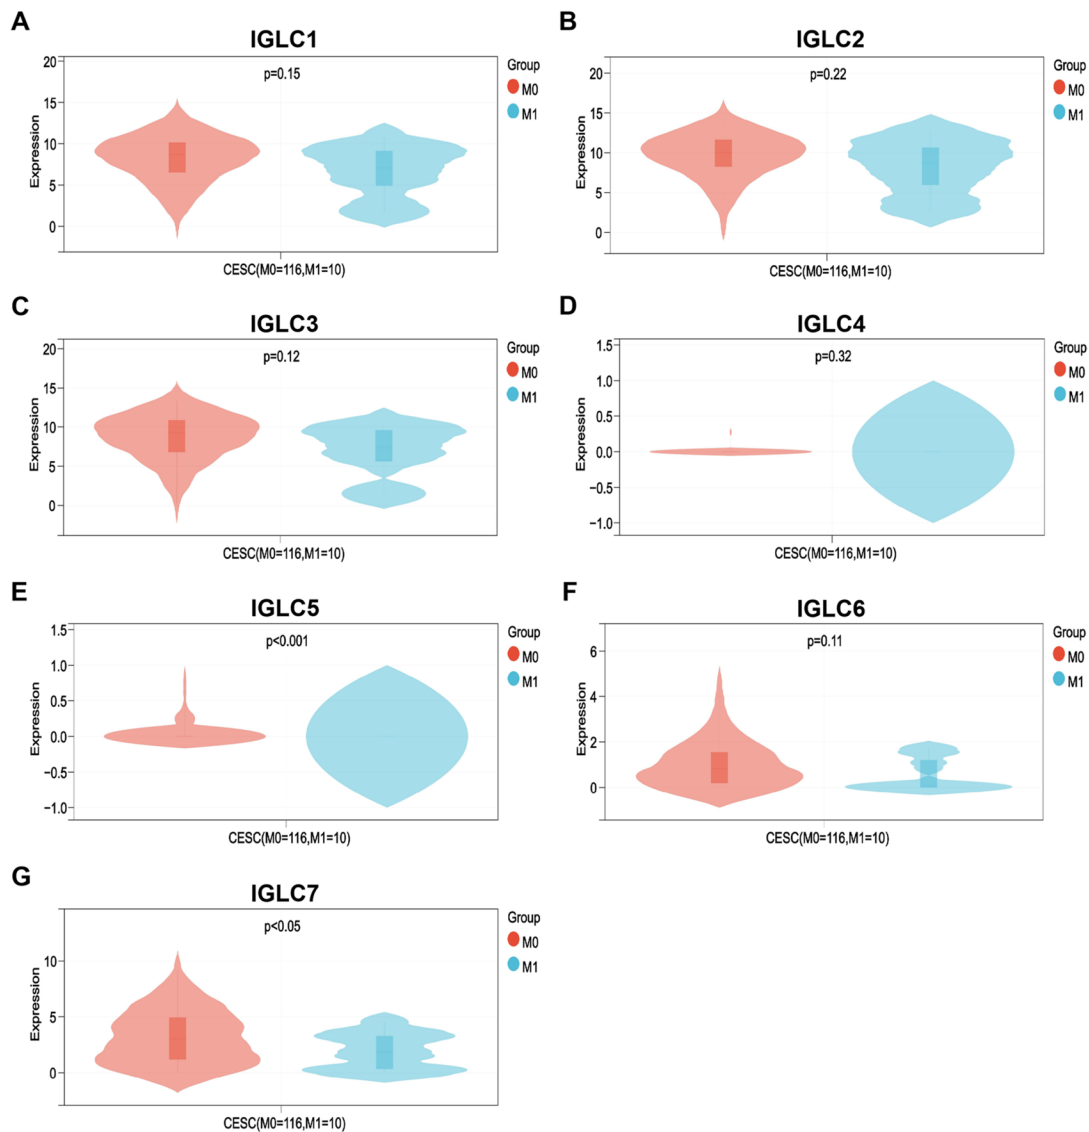 A
IGLC1
p=0.15
Group
M0
M1
Expression
20
15
10
5
0
CESC(M0=116,M1=10)
B
IGLC2
p=0.22
Group
M0
M1
Expression
20
15
10
5
0
CESC(M0=116,M1=10)
C
IGLC3
p=0.12
Group
M0
M1
Expression
20
15
10
5
0
CESC(M0=116,M1=10)
D
IGLC4
p=0.32
Group
M0
M1
Expression
1.5
1.0
0.5
0.0
−0.5
−1.0
CESC(M0=116,M1=10)
E
IGLC5
p<0.001
Group
M0
M1
Expression
1.5
1.0
0.5
0.0
−0.5
−1.0
CESC(M0=116,M1=10)
F
IGLC6
p=0.11
Group
M0
M1
Expression
6
4
2
0
CESC(M0=116,M1=10)
G
IGLC7
p<0.05
Group
M0
M1
Expression
10
5
0
CESC(M0=116,M1=10)